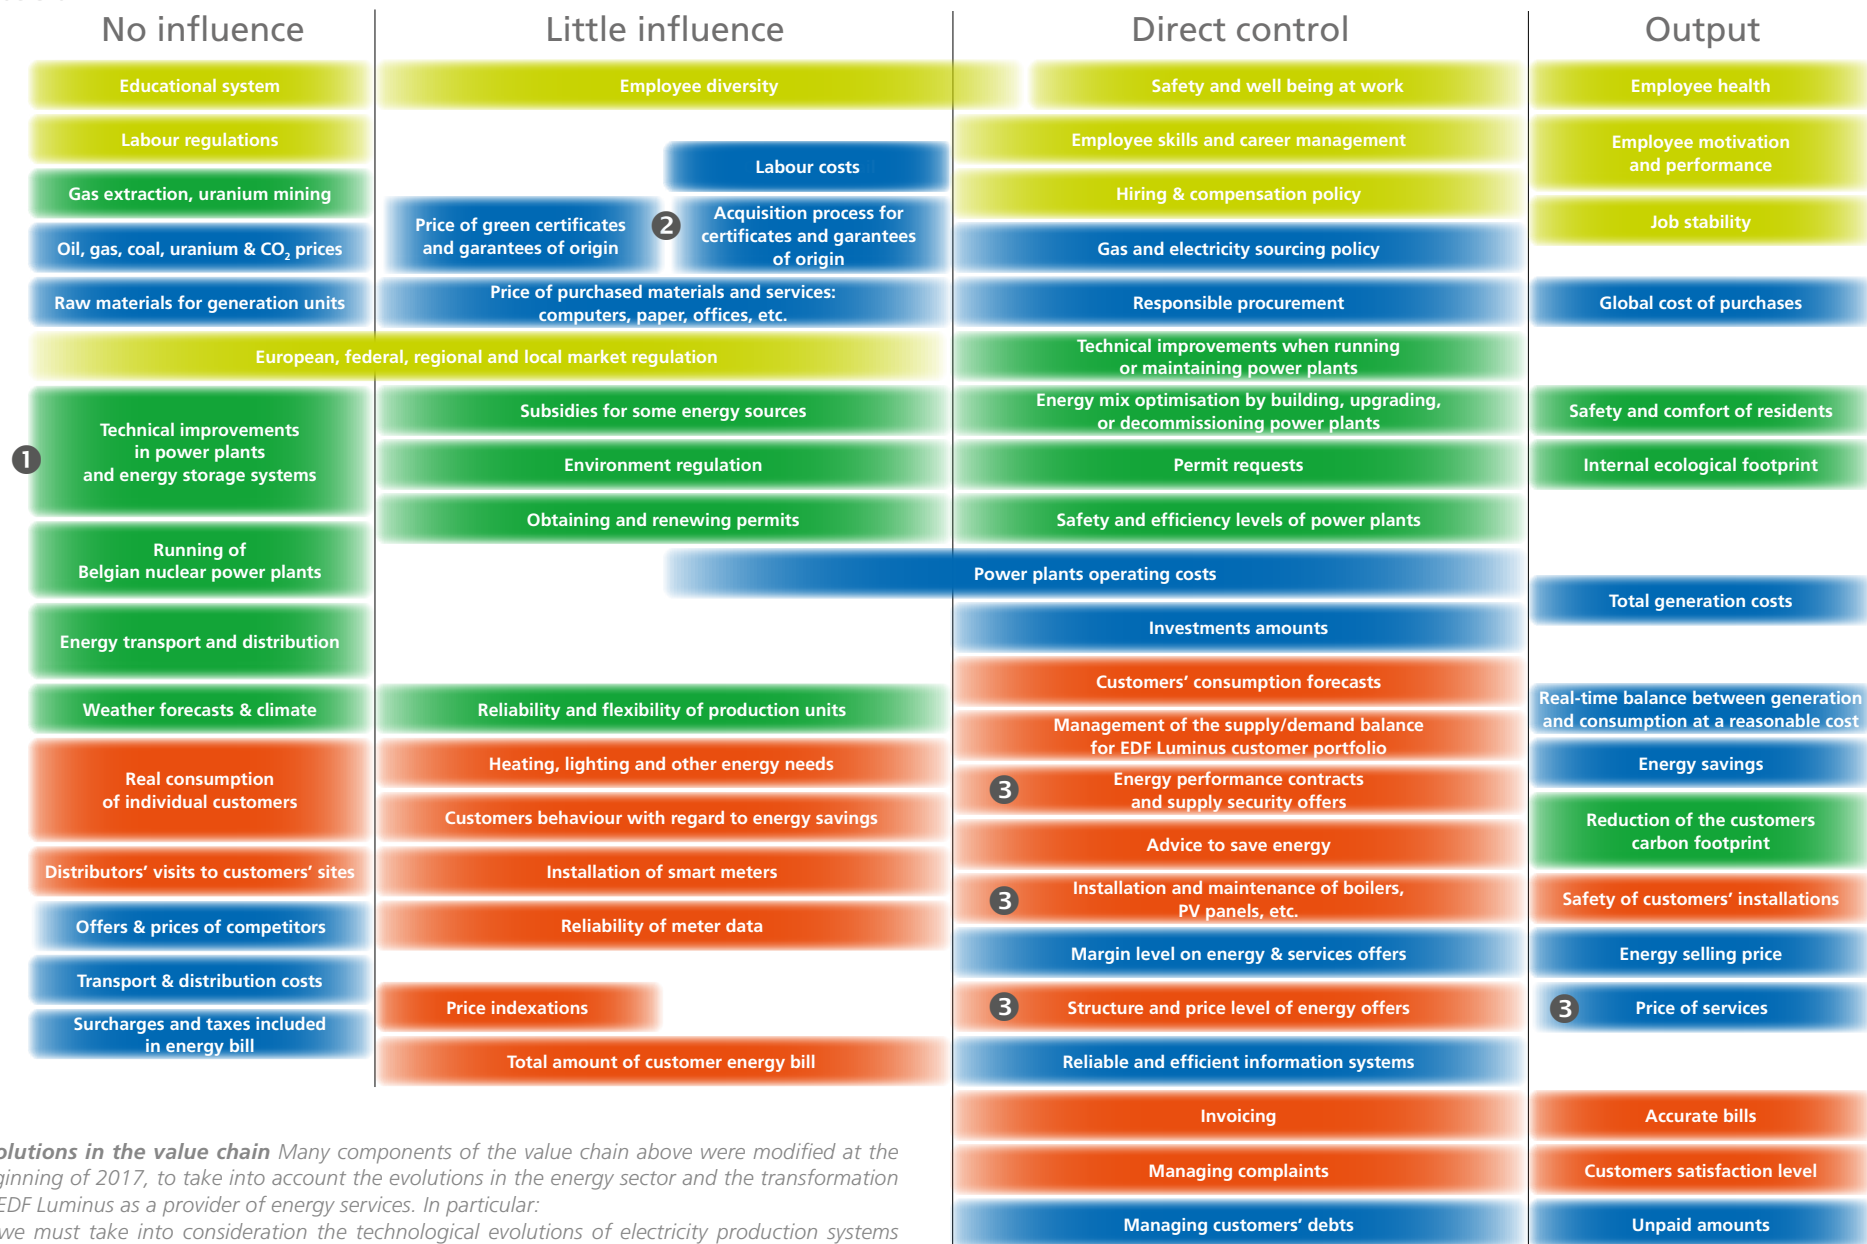 No influence
Little influence
Direct control
Output
Educational system
Labour regulations
Gas extraction, uranium mining
Oil, gas, coal, uranium & CO2 prices
Raw materials for generation units
European, federal, regional and local market regulation
1
Technical improvements
in power plants
and energy storage systems
Running of
Belgian nuclear power plants
Energy transport and distribution
Weather forecasts & climate
Real consumption
of individual customers
Distributors’ visits to customers’ sites
Offers & prices of competitors
Transport & distribution costs
Surcharges and taxes included
in energy bill
Employee diversity
Labour costs
Price of green certificates
and garantees of origin
2
Acquisition process for
certificates and garantees
of origin
Price of purchased materials and services:
computers, paper, offices, etc.
Subsidies for some energy sources
Environment regulation
Obtaining and renewing permits
Power plants operating costs
Reliability and flexibility of production units
Heating, lighting and other energy needs
Customers behaviour with regard to energy savings
Installation of smart meters
Reliability of meter data
Price indexations
Total amount of customer energy bill
Safety and well being at work
Employee skills and career management
Hiring & compensation policy
Gas and electricity sourcing policy
Responsible procurement
Technical improvements when running
or maintaining power plants
Energy mix optimisation by building, upgrading,
or decommissioning power plants
Permit requests
Safety and efficiency levels of power plants
Investments amounts
Customers’ consumption forecasts
Management of the supply/demand balance
for EDF Luminus customer portfolio
3
Energy performance contracts
and supply security offers
Advice to save energy
3
Installation and maintenance of boilers,
PV panels, etc.
Margin level on energy & services offers
3
Structure and price level of energy offers
Reliable and efficient information systems
Invoicing
Managing complaints
Managing customers’ debts
Employee health
Employee motivation
and performance
Job stability
Global cost of purchases
Safety and comfort of residents
Internal ecological footprint
Total generation costs
Real-time balance between generation
and consumption at a reasonable cost
Energy savings
Reduction of the customers
carbon footprint
Safety of customers’ installations
Energy selling price
3
Price of services
Accurate bills
Customers satisfaction level
Unpaid amounts
olutions in the value chain Many components of the value chain above were modified at the
ginning of 2017, to take into account the evolutions in the energy sector and the transformation
EDF Luminus as a provider of energy services. In particular:
we must take into consideration the technological evolutions of electricity production systems